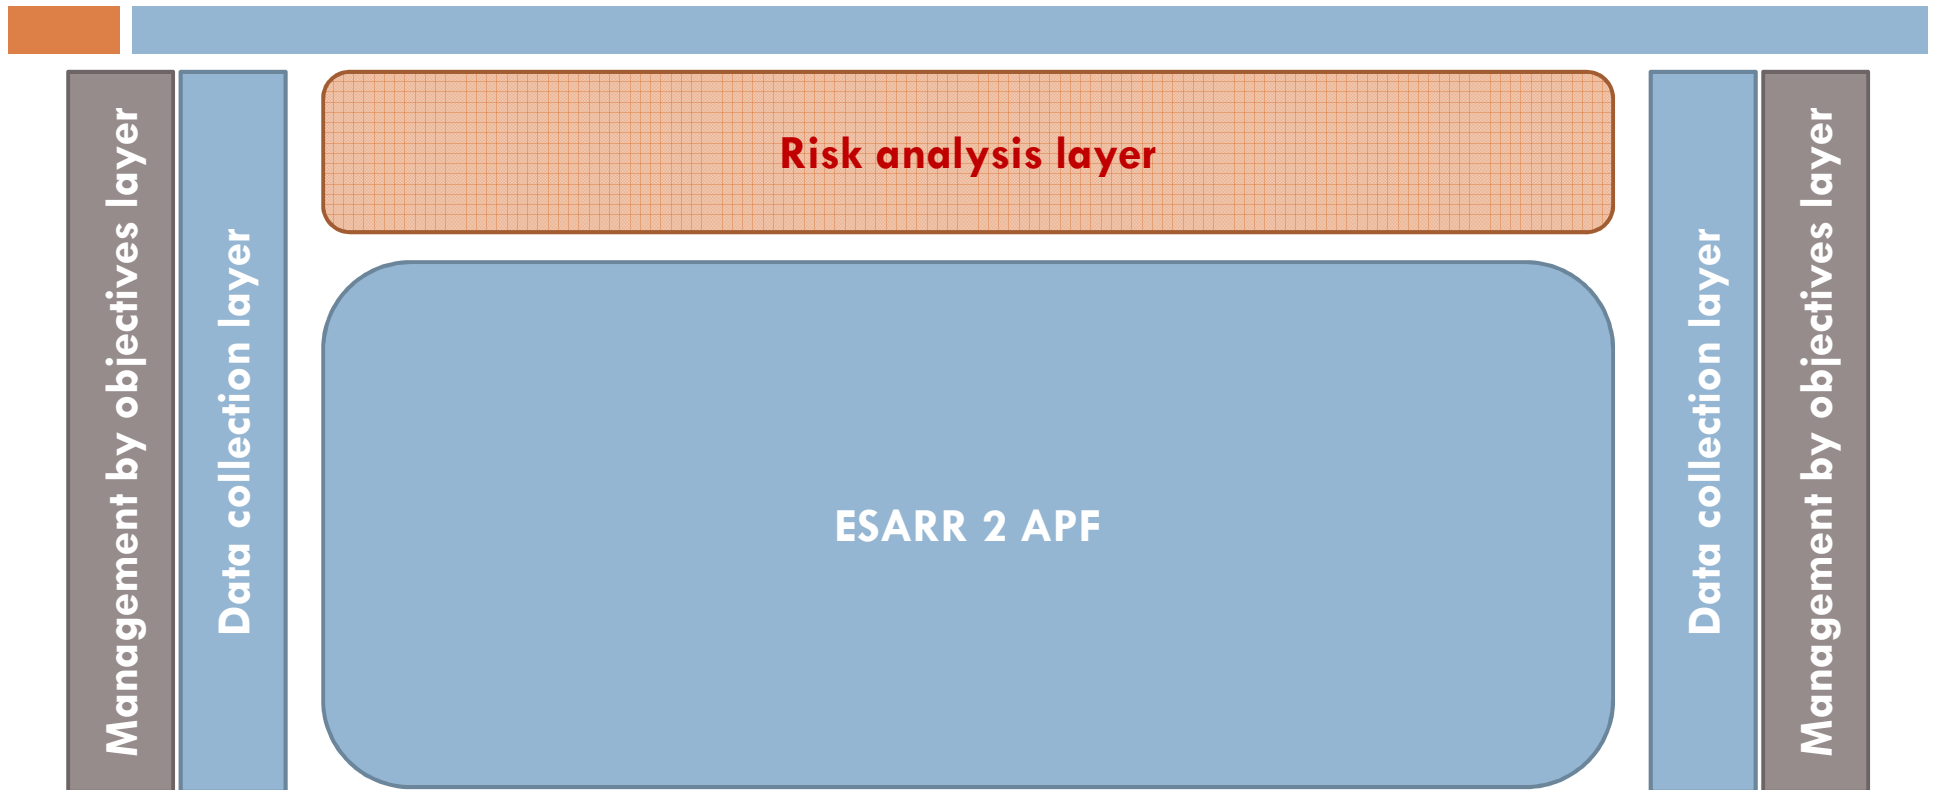 Management by objectives layer
Data collection layer
Risk analysis layer
ESARR 2 APF
Data collection layer
Management by objectives layer